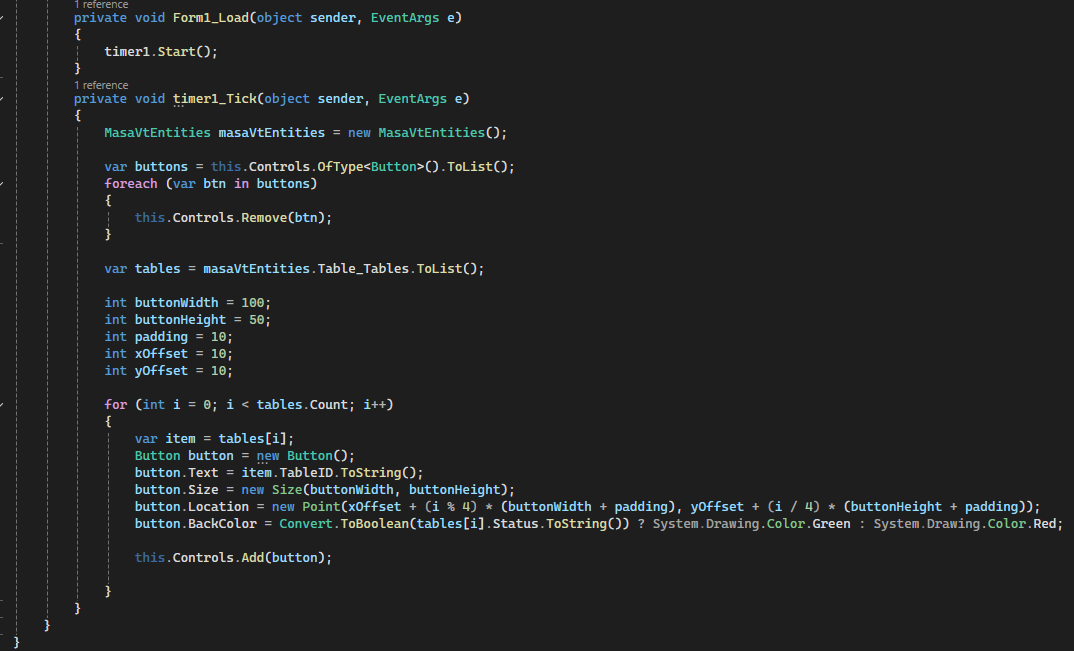 1 reference
private void Form1_Load(object sender, EventArgs e)
{
timer1.Start();
}
1 reference
private void timer1_Tick(object sender, EventArgs e)
{
MasaVtEntities masaVtEntities = new MasaVtEntities();
var buttons = this.Controls.OfType<Button>().ToList();
foreach (var btn in buttons)
{
this.Controls.Remove(btn);
}
var tables = masaVtEntities.Table_Tables.ToList();
int buttonWidth = 100;
int buttonHeight = 50;
int padding = 10;
int xOffset = 10;
int yOffset = 10;
for (int i = 0; i < tables.Count; i++)
{
var item = tables[i];
Button button = new Button();
button.Text = item.TableID.ToString();
button.Size = new Size(buttonWidth, buttonHeight);
button.Location = new Point(xOffset + (i % 4) * (buttonWidth + padding), yOffset + (i / 4) * (buttonHeight + padding));
button.BackColor = Convert.ToBoolean(tables[i].Status.ToString()) ? System.Drawing.Color.Green : System.Drawing.Color.Red;
this.Controls.Add(button);
}
}
}
}